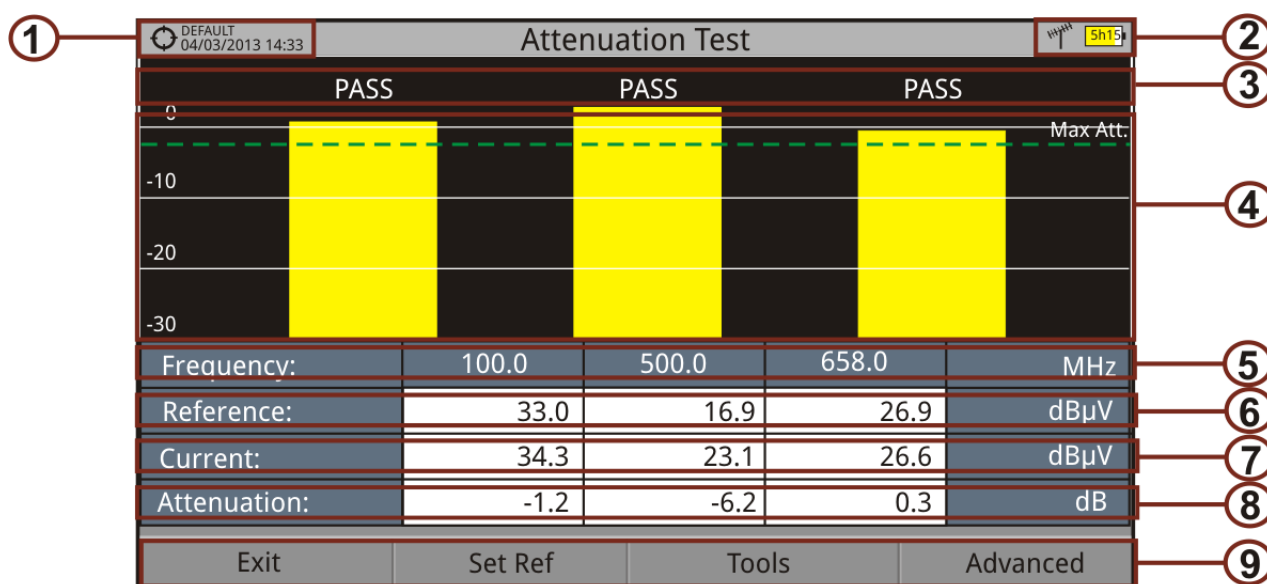 1
DEFAULT
04/03/2013 14:33
Attenuation Test
5h15
2
PASS PASS PASS
3
0
Max Att.
-10
4
-20
-30
Frequency: 100.0 500.0 658.0 MHz
5
Reference: 33.0 16.9 26.9 dBµV
6
Current: 34.3 23.1 26.6 dBµV
7
Attenuation: -1.2 -6.2 0.3 dB
8
Exit Set Ref Tools Advanced
9